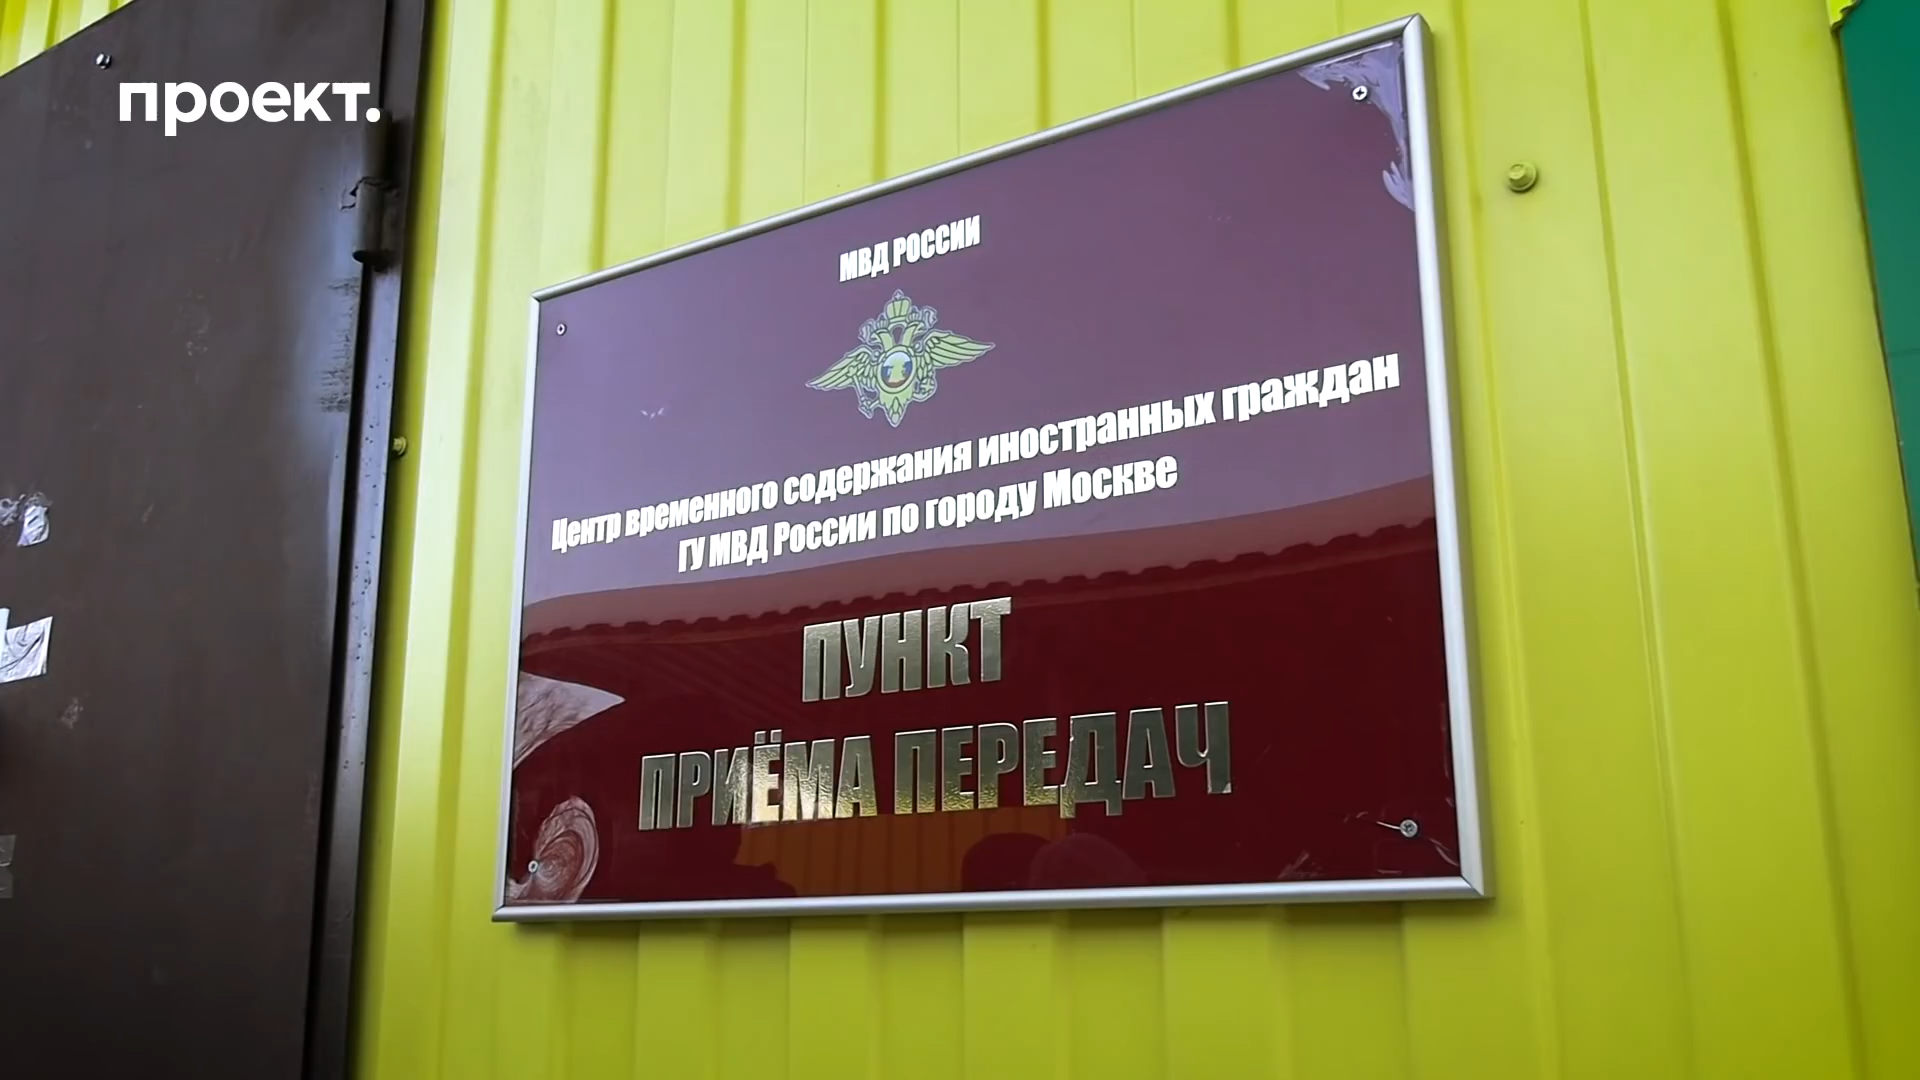 проект.
МВД РОССИИ
Центр временного содержания иностранных граждан
ГУ МВД России по городу Москве
ПУНКТ
ПРИЁМА ПЕРЕДАЧ